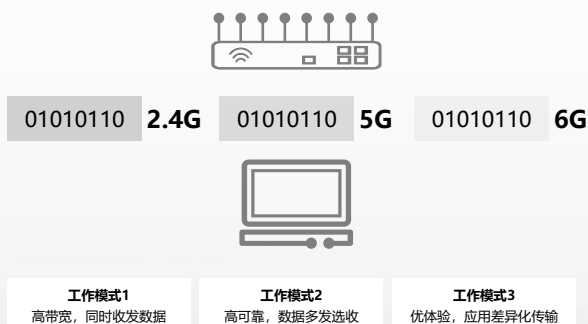 01010110 2.4G 01010110 5G 01010110 6G
工作模式1
高带宽，同时收发数据
工作模式2
高可靠，数据多发选收
工作模式3
优体验，应用差异化传输